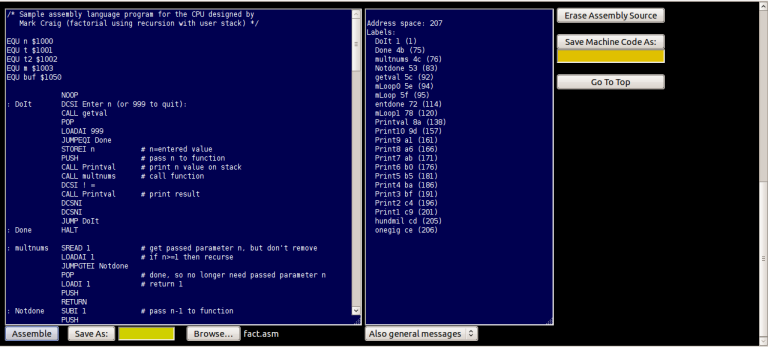 /* Sample assembly language program for the CPU designed by
Mark Craig (factorial using recursion with user stack) */
EQU n $1000
EQU t $1001
EQU t2 $1002
EQU m $1003
EQU buf $1050
NOOP
: DoIt DCSI Enter n (or 999 to quit):
CALL getval
POP
LOADAI 999
JUMPEQI Done
STOREI n # n=entered value
PUSH # pass n to function
CALL Printval # print n value on stack
CALL multnums # call function
DCSI ! =
CALL Printval # print result
DCSNI
DCSNI
JUMP DoIt
: Done HALT
: multnums SREAD 1 # get passed parameter n, but don't remove
LOADAI 1 # if n>=1 then recurse
JUMPGTEI Notdone
POP # done, so no longer need passed parameter n
LOADI 1 # return 1
PUSH
RETURN
: Notdone SUBI 1 # pass n-1 to function
PUSH
Address space: 207
Labels:
DoIt 1 (1)
Done 4b (75)
multnums 4c (76)
Notdone 53 (83)
getval 5c (92)
mLoop0 5e (94)
mLoop 5f (95)
entdone 72 (114)
mLoop1 78 (120)
Printval 8a (138)
Print10 9d (157)
Print9 a1 (161)
Print8 a6 (166)
Print7 ab (171)
Print6 b0 (176)
Print5 b5 (181)
Print4 ba (186)
Print3 bf (191)
Print2 c4 (196)
Print1 c9 (201)
hundmil cd (205)
onegig ce (206)
Erase Assembly Source
Save Machine Code As:
Go To Top
Assemble Save As: Browse... fact.asm
Also general messages